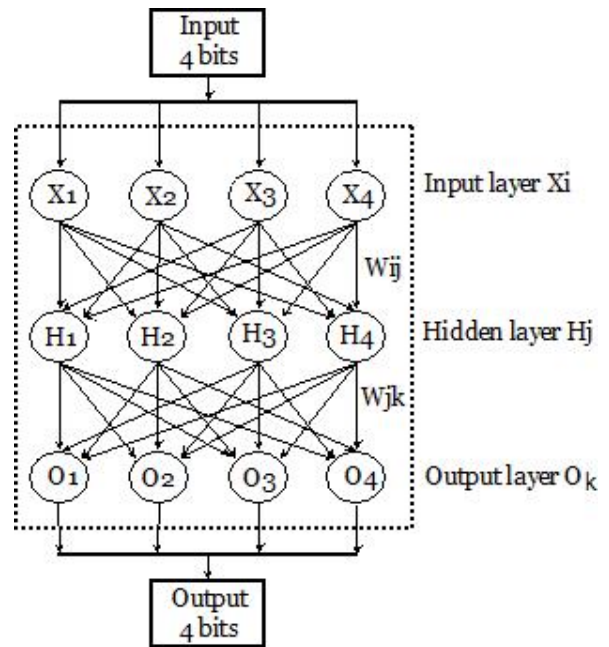 Input
4 bits
X1 X2 X3 X4
Input layer Xi
Wij
H1 H2 H3 H4
Hidden layer Hj
Wjk
O1 O2 O3 O4
Output layer Ok
Output
4 bits